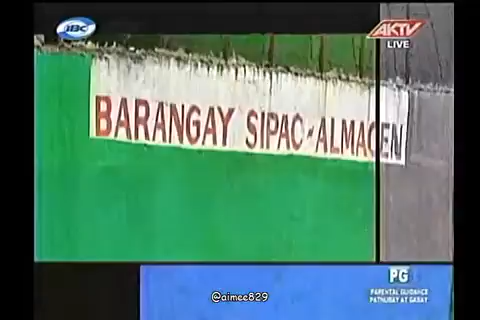 IBC
AKTV
LIVE
BARANGAY SIPAC-ALMACEN
PG
PARENTAL GUIDANCE
PATNUBAY AT GABAY
@aimee829